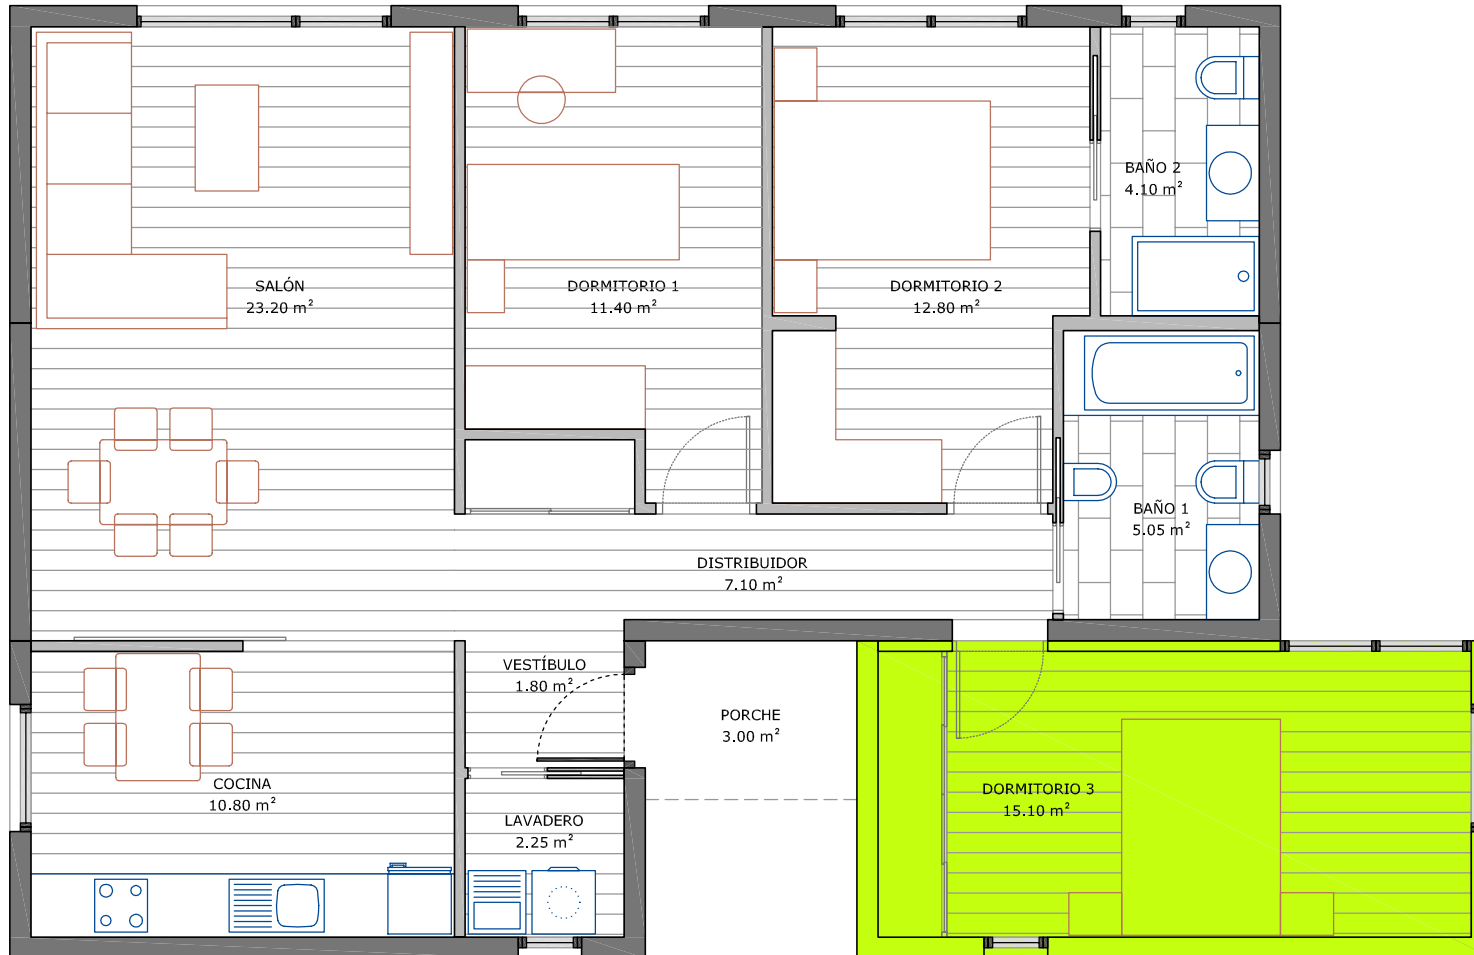 SALÓN
23.20 m²
DORMITORIO 1
11.40 m²
DORMITORIO 2
12.80 m²
BAÑO 2
4.10 m²
BAÑO 1
5.05 m²
DISTRIBUIDOR
7.10 m²
VESTÍBULO
1.80 m²
PORCHE
3.00 m²
COCINA
10.80 m²
LAVADERO
2.25 m²
DORMITORIO 3
15.10 m²